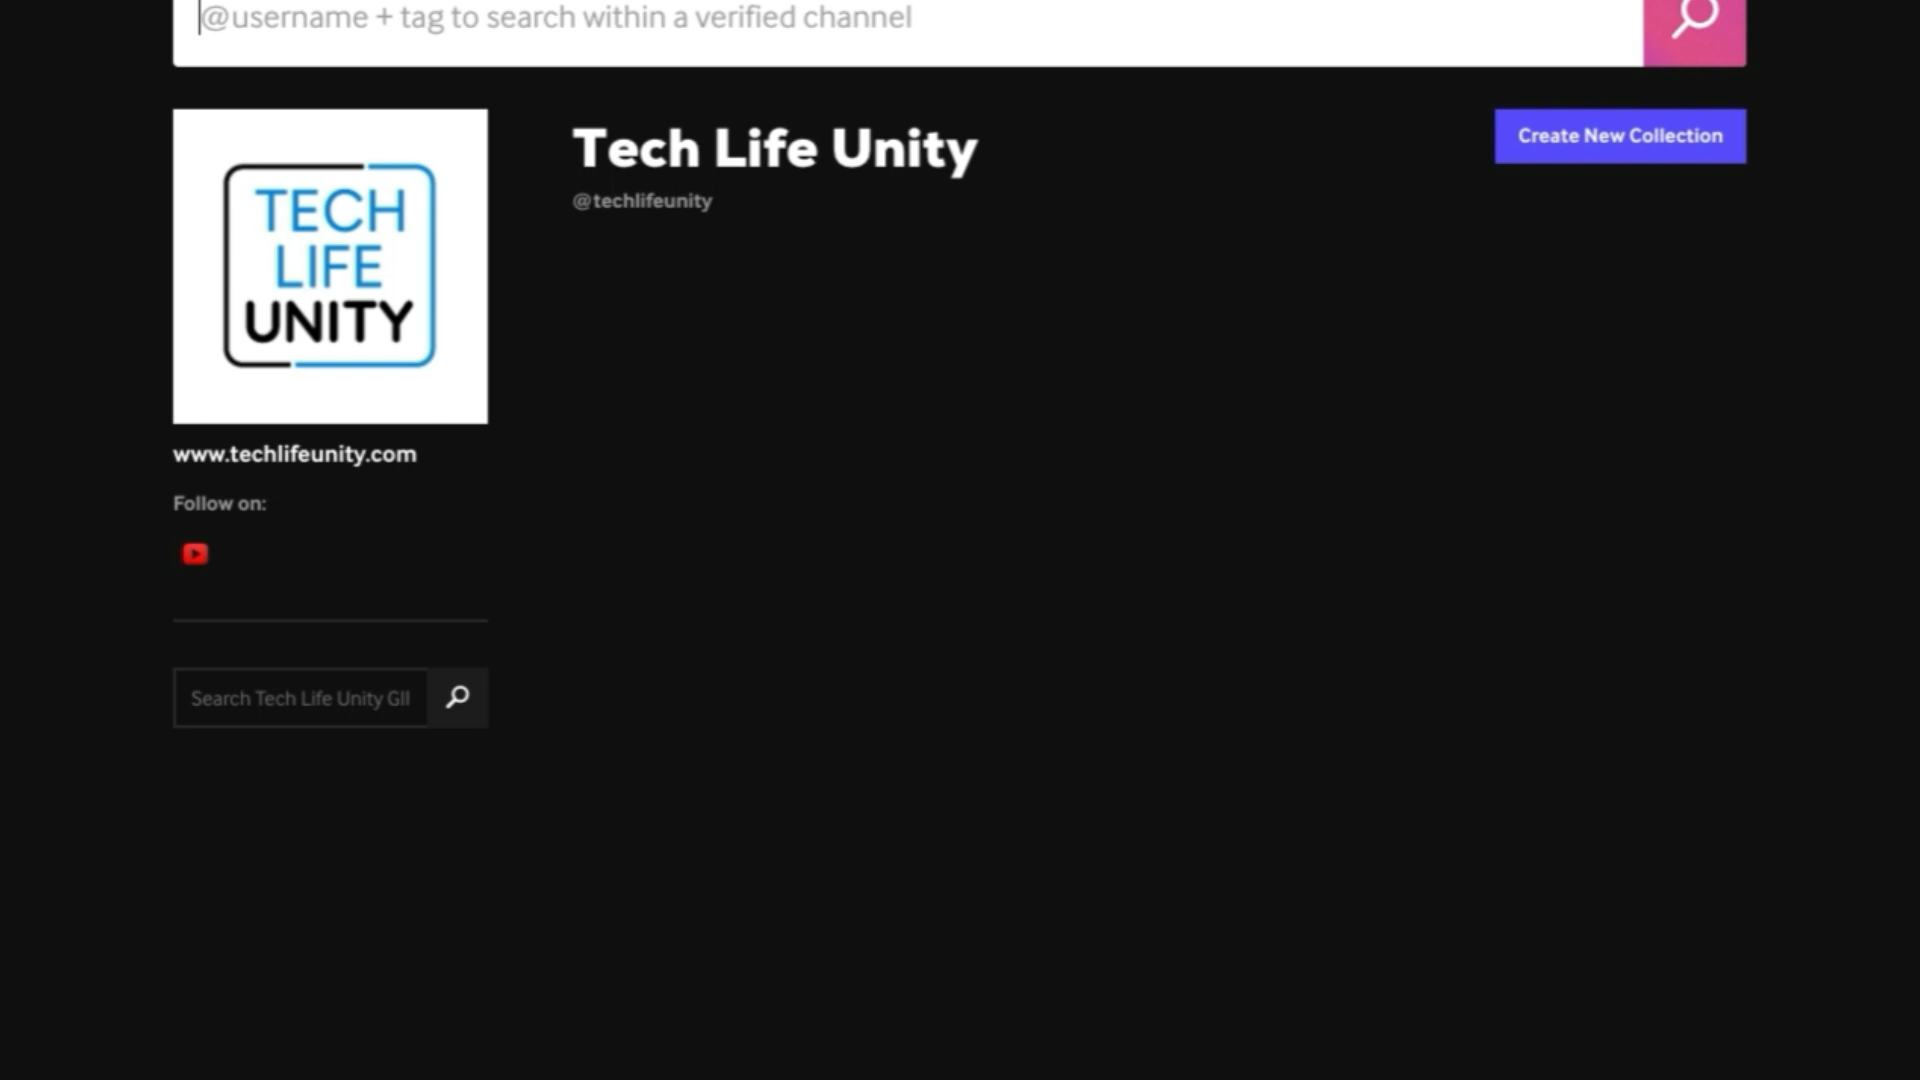 @username + tag to search within a verified channel
TECH
LIFE
UNITY
Tech Life Unity
@techlifeunity
Create New Collection
www.techlifeunity.com
Follow on:
Search Tech Life Unity GII